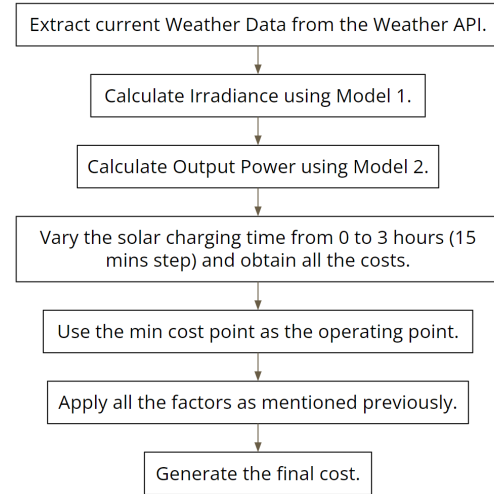 Extract current Weather Data from the Weather API.
Calculate Irradiance using Model 1.
Calculate Output Power using Model 2.
Vary the solar charging time from 0 to 3 hours (15
mins step) and obtain all the costs.
Use the min cost point as the operating point.
Apply all the factors as mentioned previously.
Generate the final cost.